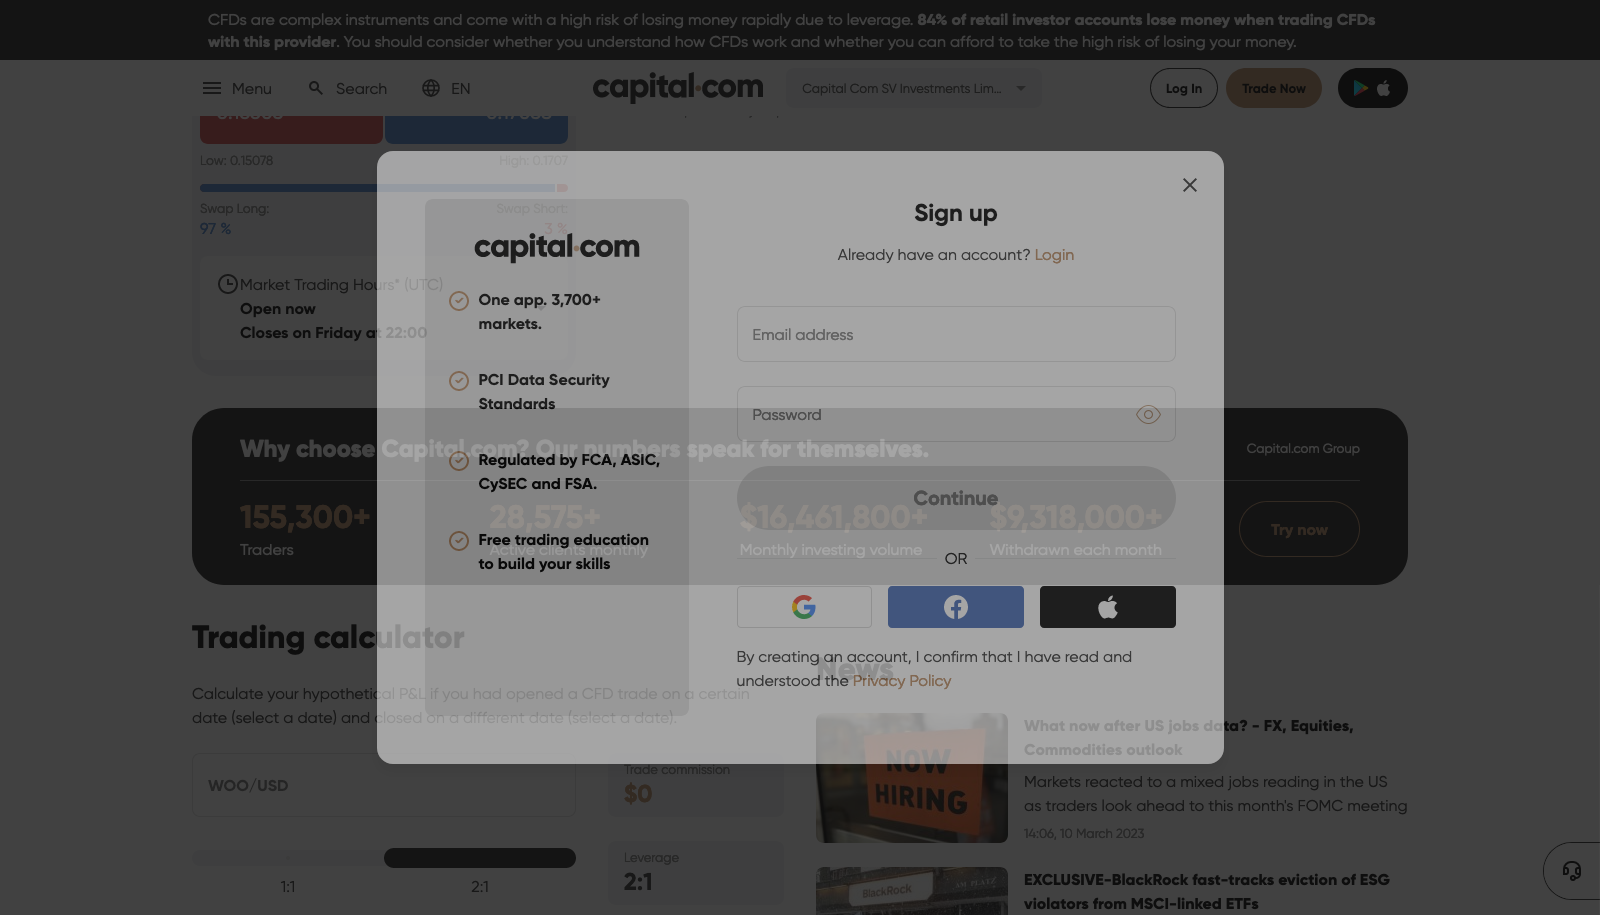 CFDs are complex instruments and come with a high risk of losing money rapidly due to leverage. 84% of retail investor accounts lose money when trading CFDs
with this provider. You should consider whether you understand how CFDs work and whether you can afford to take the high risk of losing your money.
Menu
Search
EN
capital.com
Capital Com SV Investments Lim...
Log In
Trade Now
Low: 0.15078
High: 0.1707
Swap Long:
Swap Short:
97 %
3 %
Market Trading Hours* (UTC)
Open now
Closes on Friday at 22:00
capital.com
One app. 3,700+
markets.
PCI Data Security
Standards
Regulated by FCA, ASIC,
CySEC and FSA.
Free trading education
to build your skills
Sign up
Already have an account? Login
Email address
Password
Continue
OR
By creating an account, I confirm that I have read and
understood the Privacy Policy
Why choose Capital.com? Our numbers speak for themselves.
Capital.com Group
155,300+
Traders
28,575+
Active clients monthly
$16,461,800+
Monthly investing volume
$9,318,000+
Withdrawn each month
Try now
Trading calculator
Calculate your hypothetical P&L if you had opened a CFD trade on a certain
date (select a date) and closed on a different date (select a date).
WOO/USD
Trade commission
$0
1:1
2:1
Leverage
2:1
News
NOW
HIRING
What now after US jobs data? - FX, Equities,
Commodities outlook
Markets reacted to a mixed jobs reading in the US
as traders look ahead to this month's FOMC meeting
14:06, 10 March 2023
BlackRock
EXCLUSIVE-BlackRock fast-tracks eviction of ESG
violators from MSCI-linked ETFs